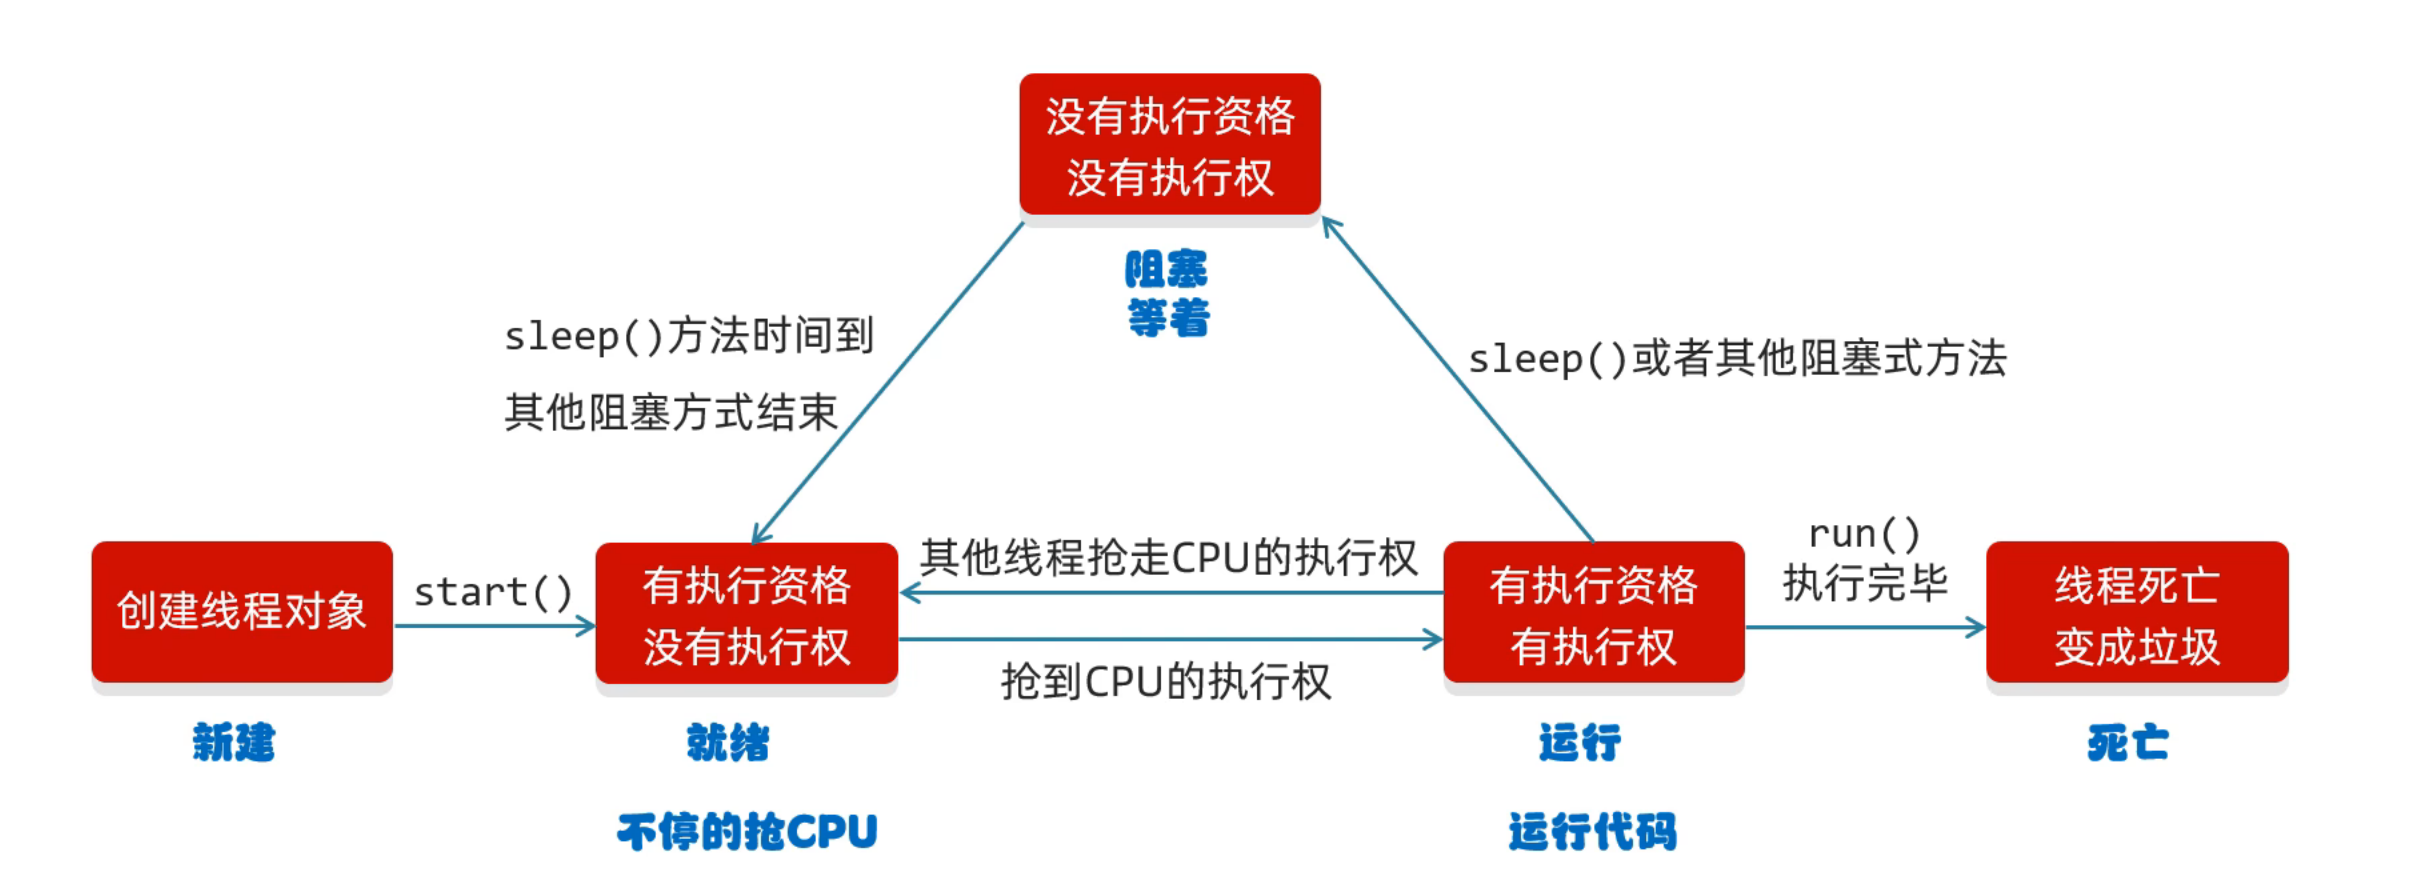 没有执行资格
没有执行权
阻塞
等着
sleep()方法时间到
其他阻塞方式结束
sleep()或者其他阻塞式方法
创建线程对象
start()
有执行资格
没有执行权
其他线程抢走CPU的执行权
抢到CPU的执行权
有执行资格
有执行权
run()
执行完毕
线程死亡
变成垃圾
新建
就绪
运行
死亡
不停的抢CPU
运行代码